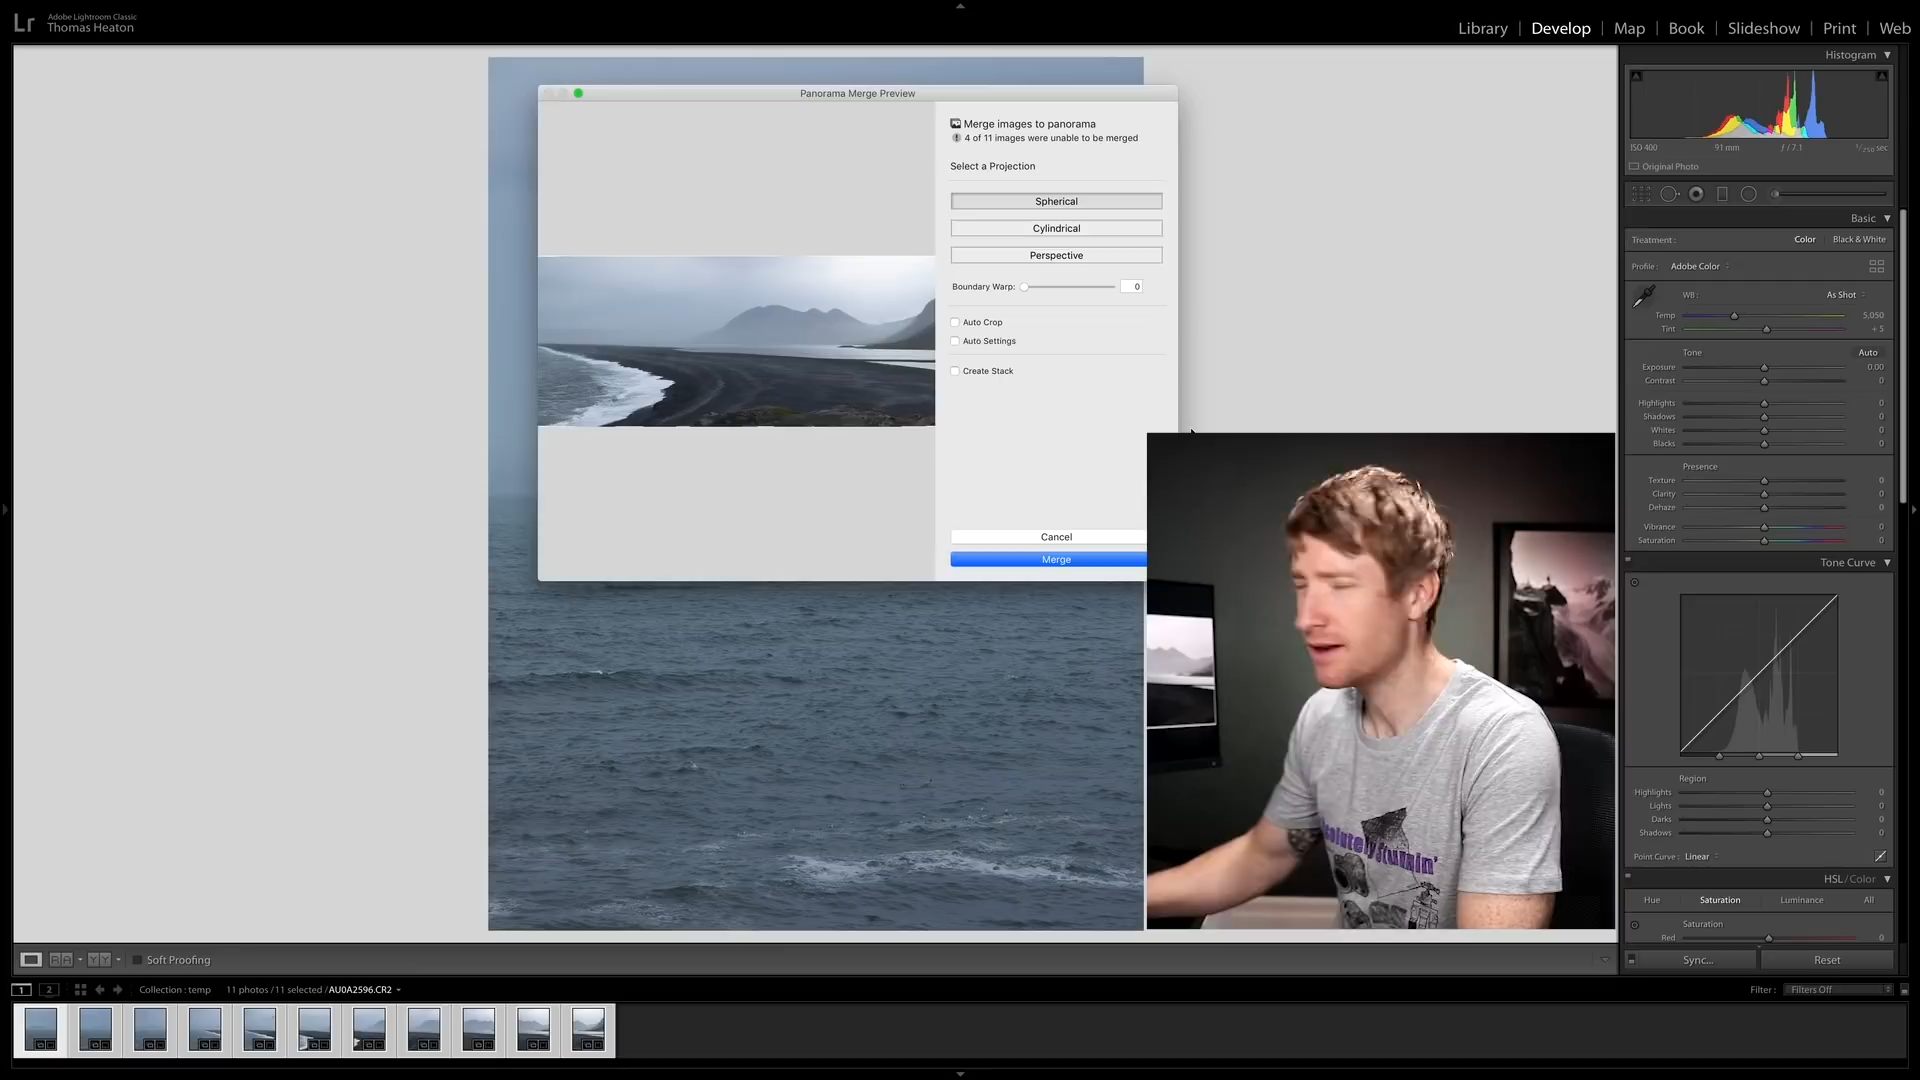 Lr
Adobe Lightroom Classic
Thomas Heaton
Library | Develop | Map | Book | Slideshow | Print | Web
Panorama Merge Preview
Merge images to panorama
4 of 11 images were unable to be merged
Select a Projection
Spherical
Cylindrical
Perspective
Boundary Warp: 0
Auto Crop
Auto Settings
Create Stack
Cancel
Merge
Histogram
ISO 400 91 mm ƒ / 7.1 1/250 sec
Original Photo
Basic
Treatment : Color Black & White
Profile : Adobe Color
WB : As Shot
Temp 5,050
Tint + 5
Tone Auto
Exposure 0.00
Contrast 0
Highlights 0
Shadows 0
Whites 0
Blacks 0
Presence
Texture 0
Clarity 0
Dehaze 0
Vibrance 0
Saturation 0
Tone Curve
Region
Highlights 0
Lights 0
Darks 0
Shadows 0
Point Curve : Linear
HSL / Color
Hue Saturation Luminance All
Saturation
Red 0
Sync... Reset
Soft Proofing
1 2 Collection : temp 11 photos / 11 selected / AU0A2596.CR2
Filter : Filters Off